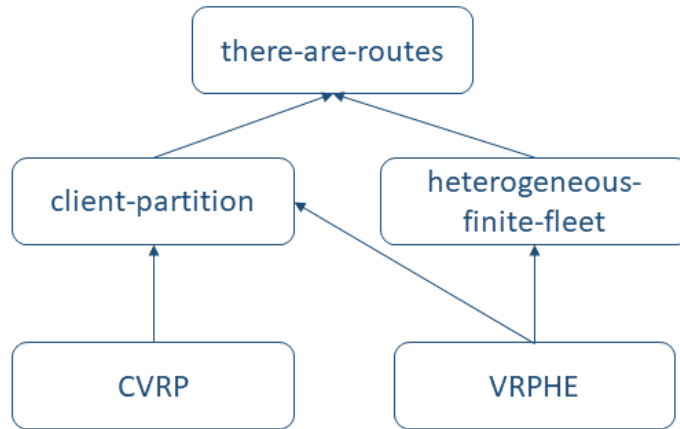 there-are-routes
client-partition
heterogeneous-
finite-fleet
CVRP
VRPHE